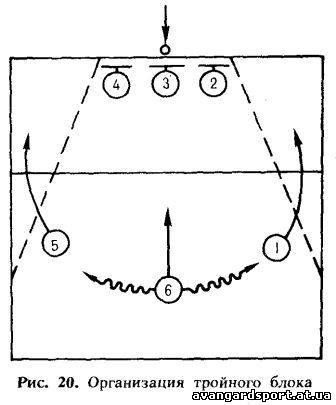 4 3 2
5 1
6
Рис. 20. Организация тройного блока
avangardsport.at.ua